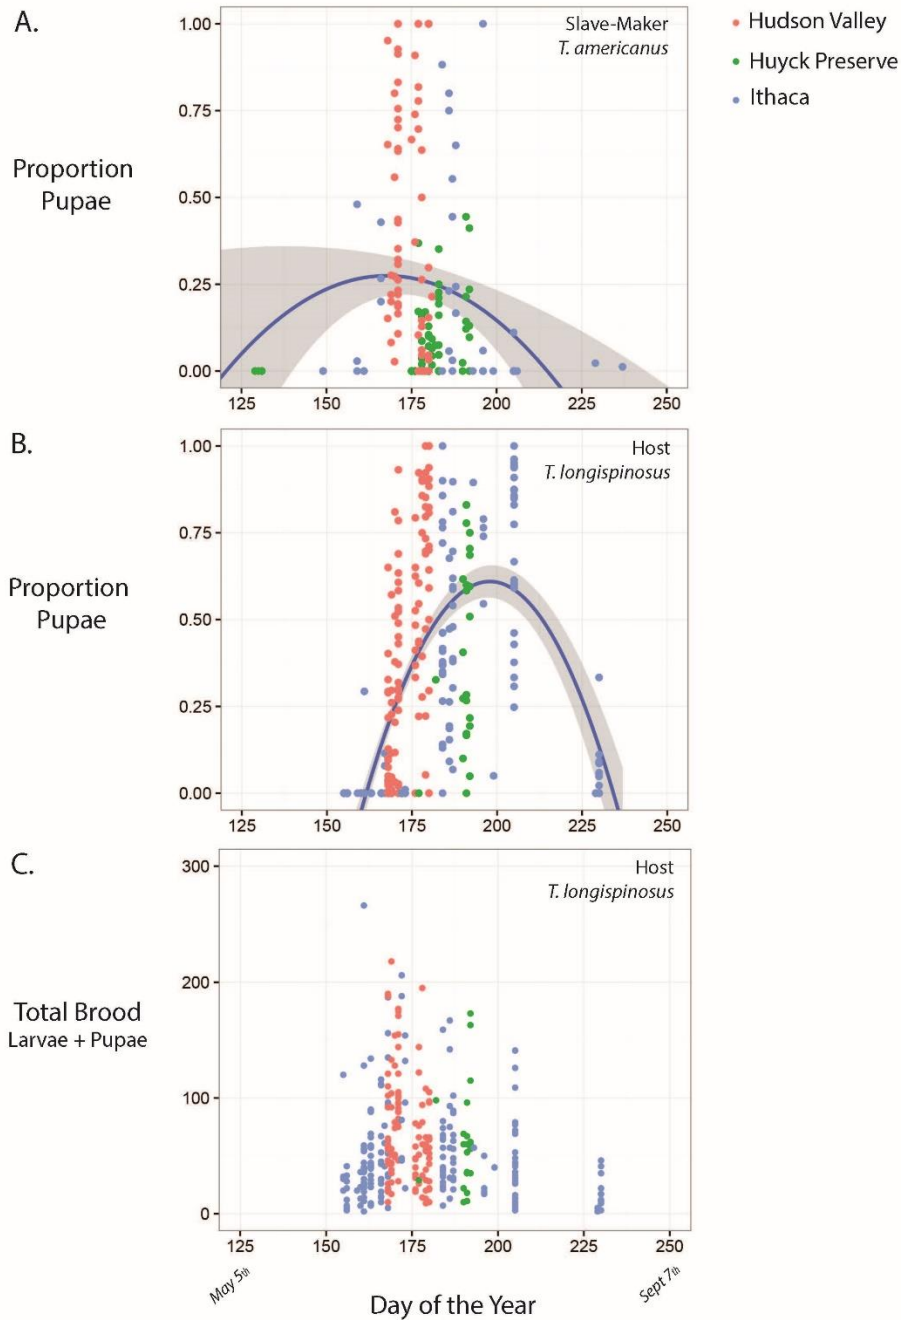 A.
Slave-Maker
T. americanus
Hudson Valley
Huyck Preserve
Ithaca
Proportion
Pupae
1.00
0.75
0.50
0.25
0.00
125 150 175 200 225 250
B.
Host
T. longispinosus
Proportion
Pupae
1.00
0.75
0.50
0.25
0.00
125 150 175 200 225 250
C.
Host
T. longispinosus
Total Brood
Larvae + Pupae
300
200
100
0
125 150 175 200 225 250
May 5th
Sept 7th
Day of the Year